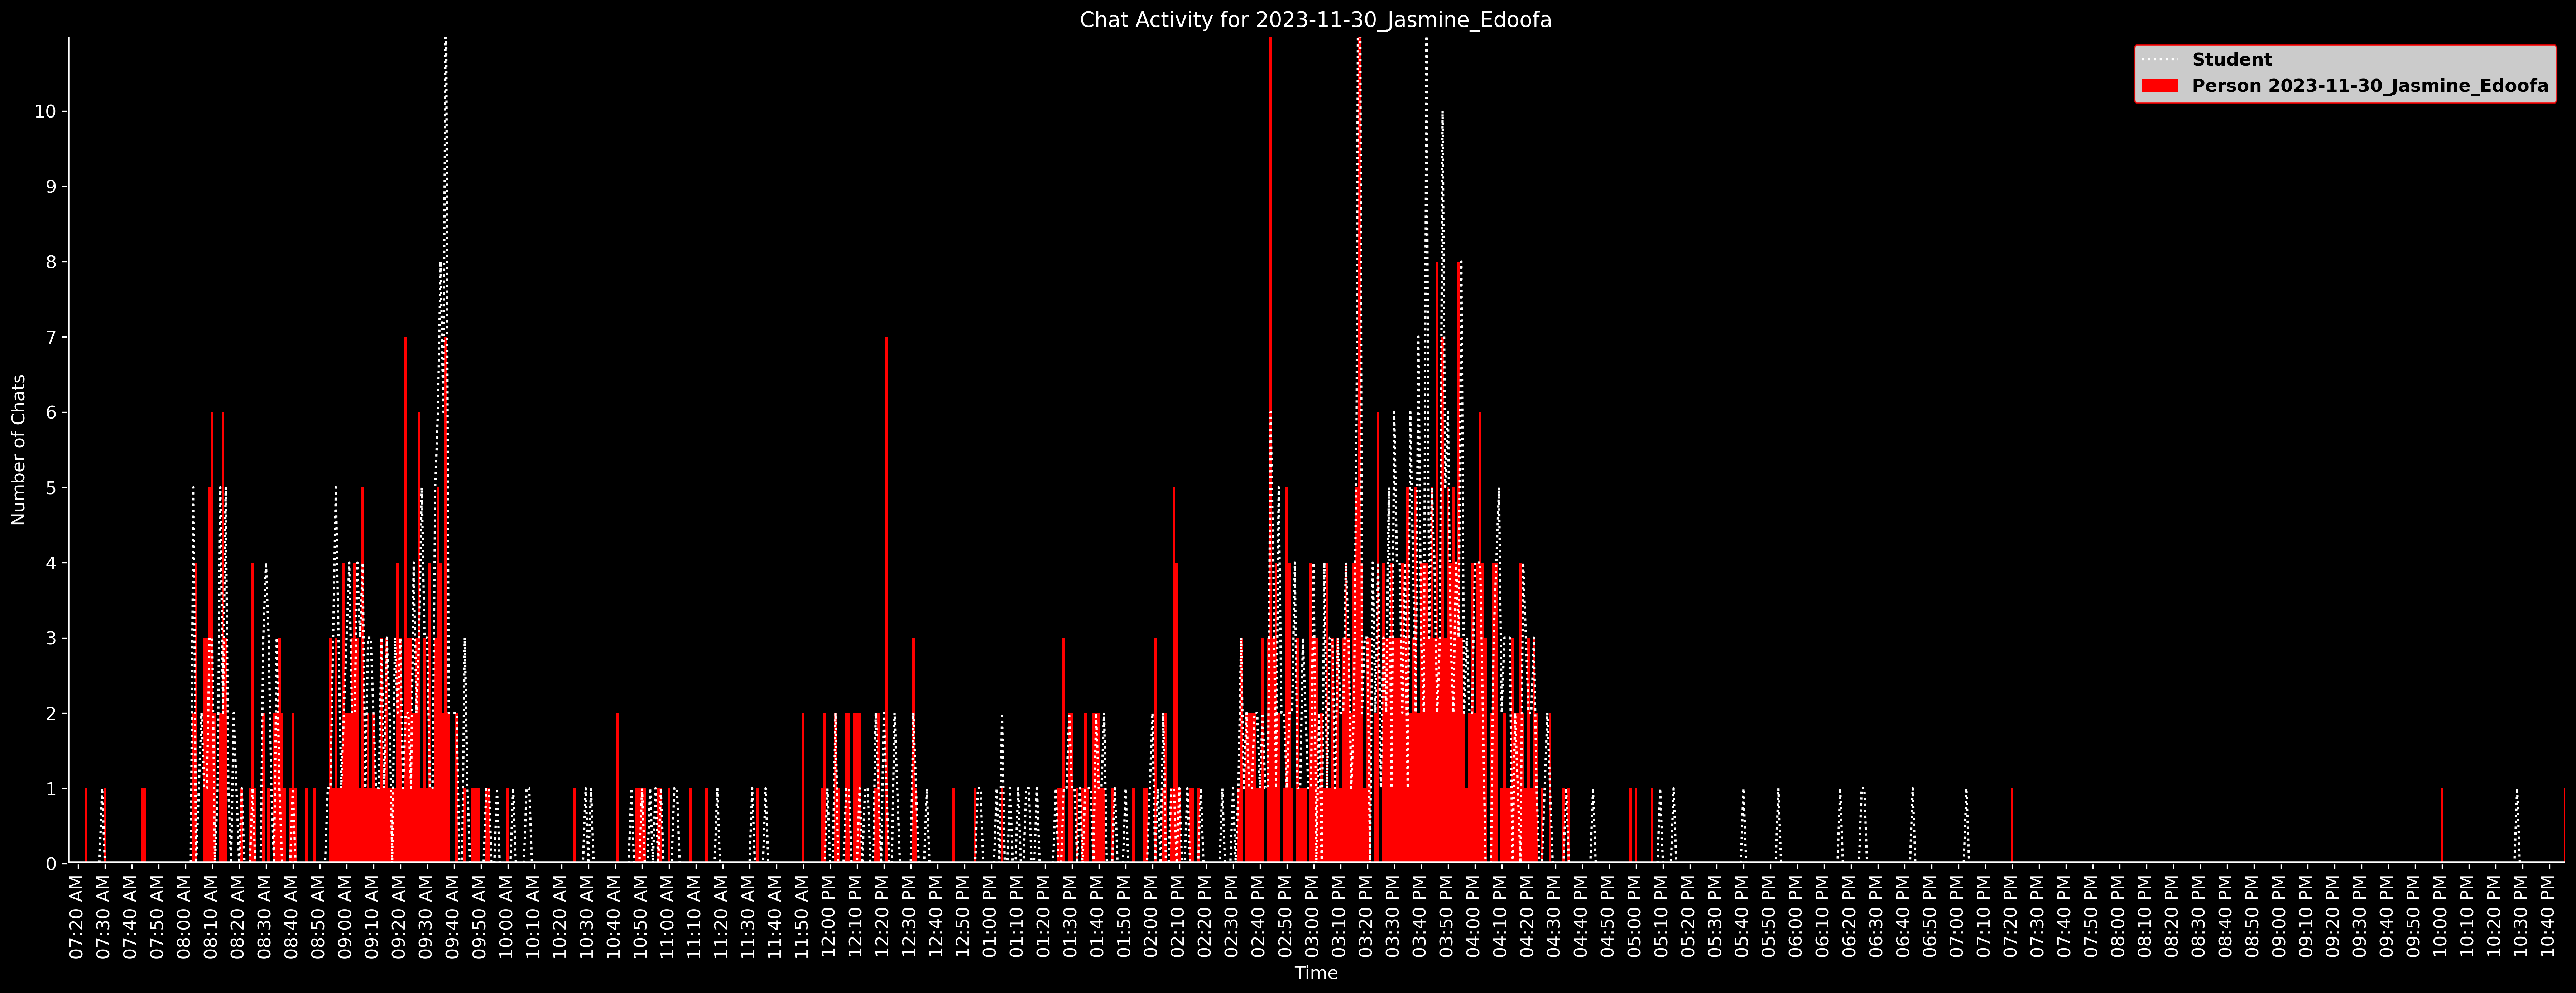 Chat Activity for 2023-11-30_Jasmine_Edoofa
Student
Person 2023-11-30_Jasmine_Edoofa
Number of Chats
10
9
8
7
6
5
4
3
2
1
0
07:20 AM
07:30 AM
07:40 AM
07:50 AM
08:00 AM
08:10 AM
08:20 AM
08:30 AM
08:40 AM
08:50 AM
09:00 AM
09:10 AM
09:20 AM
09:30 AM
09:40 AM
09:50 AM
10:00 AM
10:10 AM
10:20 AM
10:30 AM
10:40 AM
10:50 AM
11:00 AM
11:10 AM
11:20 AM
11:30 AM
11:40 AM
11:50 AM
12:00 PM
12:10 PM
12:20 PM
12:30 PM
12:40 PM
12:50 PM
01:00 PM
01:10 PM
01:20 PM
01:30 PM
01:40 PM
01:50 PM
02:00 PM
02:10 PM
02:20 PM
02:30 PM
02:40 PM
02:50 PM
03:00 PM
03:10 PM
03:20 PM
03:30 PM
03:40 PM
03:50 PM
04:00 PM
04:10 PM
04:20 PM
04:30 PM
04:40 PM
04:50 PM
05:00 PM
05:10 PM
05:20 PM
05:30 PM
05:40 PM
05:50 PM
06:00 PM
06:10 PM
06:20 PM
06:30 PM
06:40 PM
06:50 PM
07:00 PM
07:10 PM
07:20 PM
07:30 PM
07:40 PM
07:50 PM
08:00 PM
08:10 PM
08:20 PM
08:30 PM
08:40 PM
08:50 PM
09:00 PM
09:10 PM
09:20 PM
09:30 PM
09:40 PM
09:50 PM
10:00 PM
10:10 PM
10:20 PM
10:30 PM
10:40 PM
Time